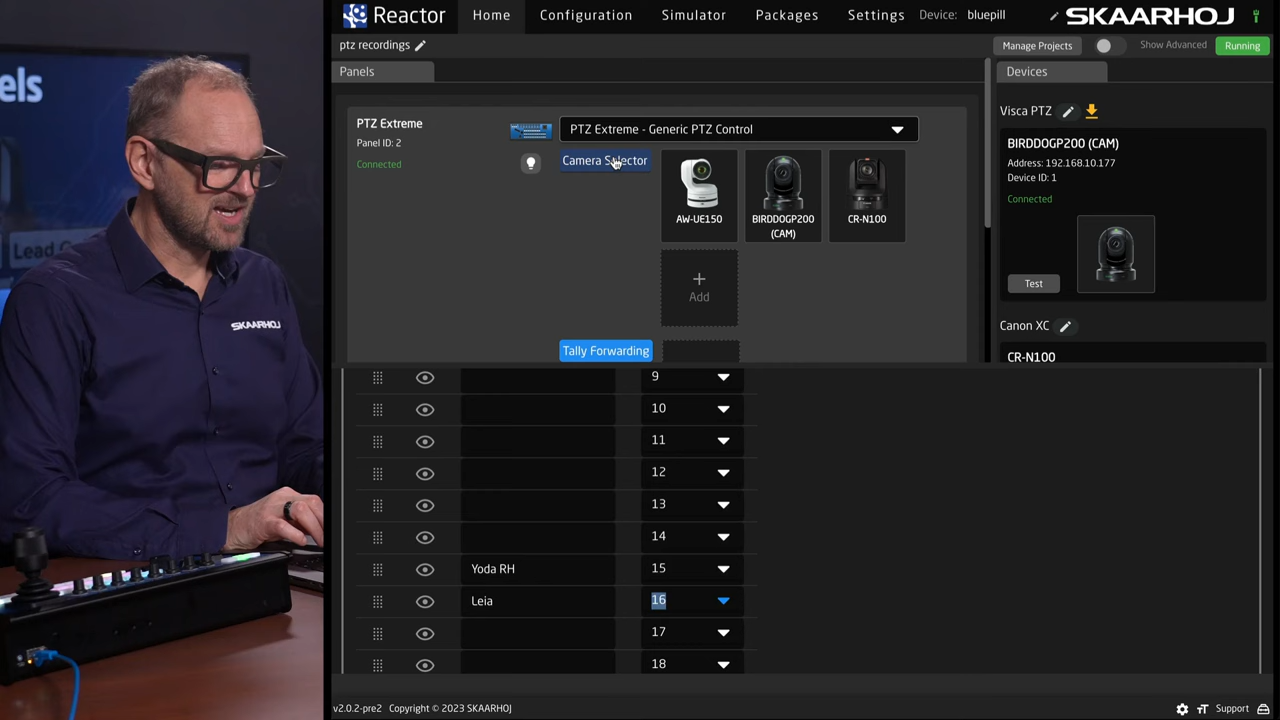 els
Lead
SKAARHOJ
Reactor
Home
Configuration
Simulator
Packages
Settings
Device: bluepill
SKAARHOJ
ptz recordings
Manage Projects
Show Advanced
Running
Panels
Devices
PTZ Extreme
Panel ID: 2
Connected
PTZ Extreme - Generic PTZ Control
Camera Selector
AW-UE150
BIRDDOGP200
(CAM)
CR-N100
Add
Tally Forwarding
Visca PTZ
BIRDDOGP200 (CAM)
Address: 192.168.10.177
Device ID: 1
Connected
Test
Canon XC
CR-N100
9
10
11
12
13
14
Yoda RH 15
Leia 16
17
18
v2.0.2-pre2 Copyright © 2023 SKAARHOJ
Support